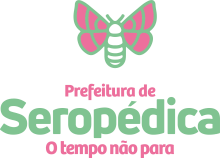 Prefeitura de
Seropédica
O tempo não para